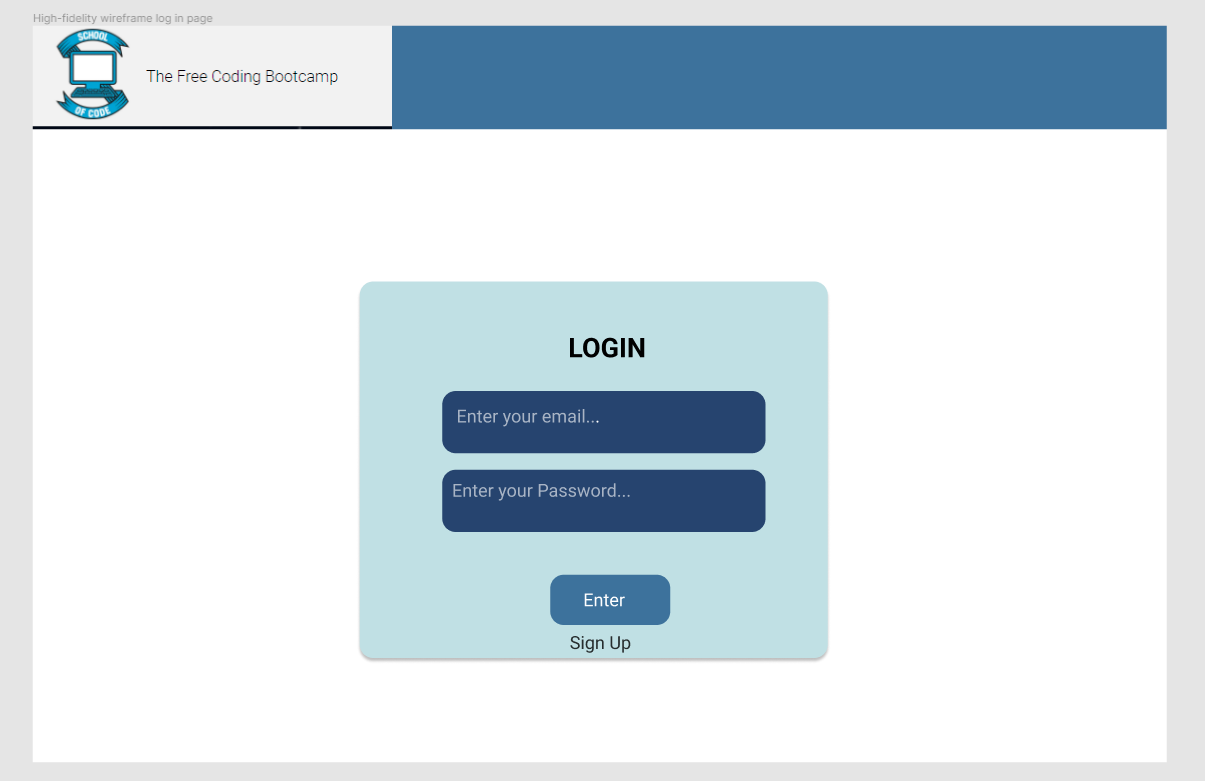 High-fidelity wireframe log in page
SCHOOL
OF CODE
The Free Coding Bootcamp
LOGIN
Enter your email...
Enter your Password...
Enter
Sign Up